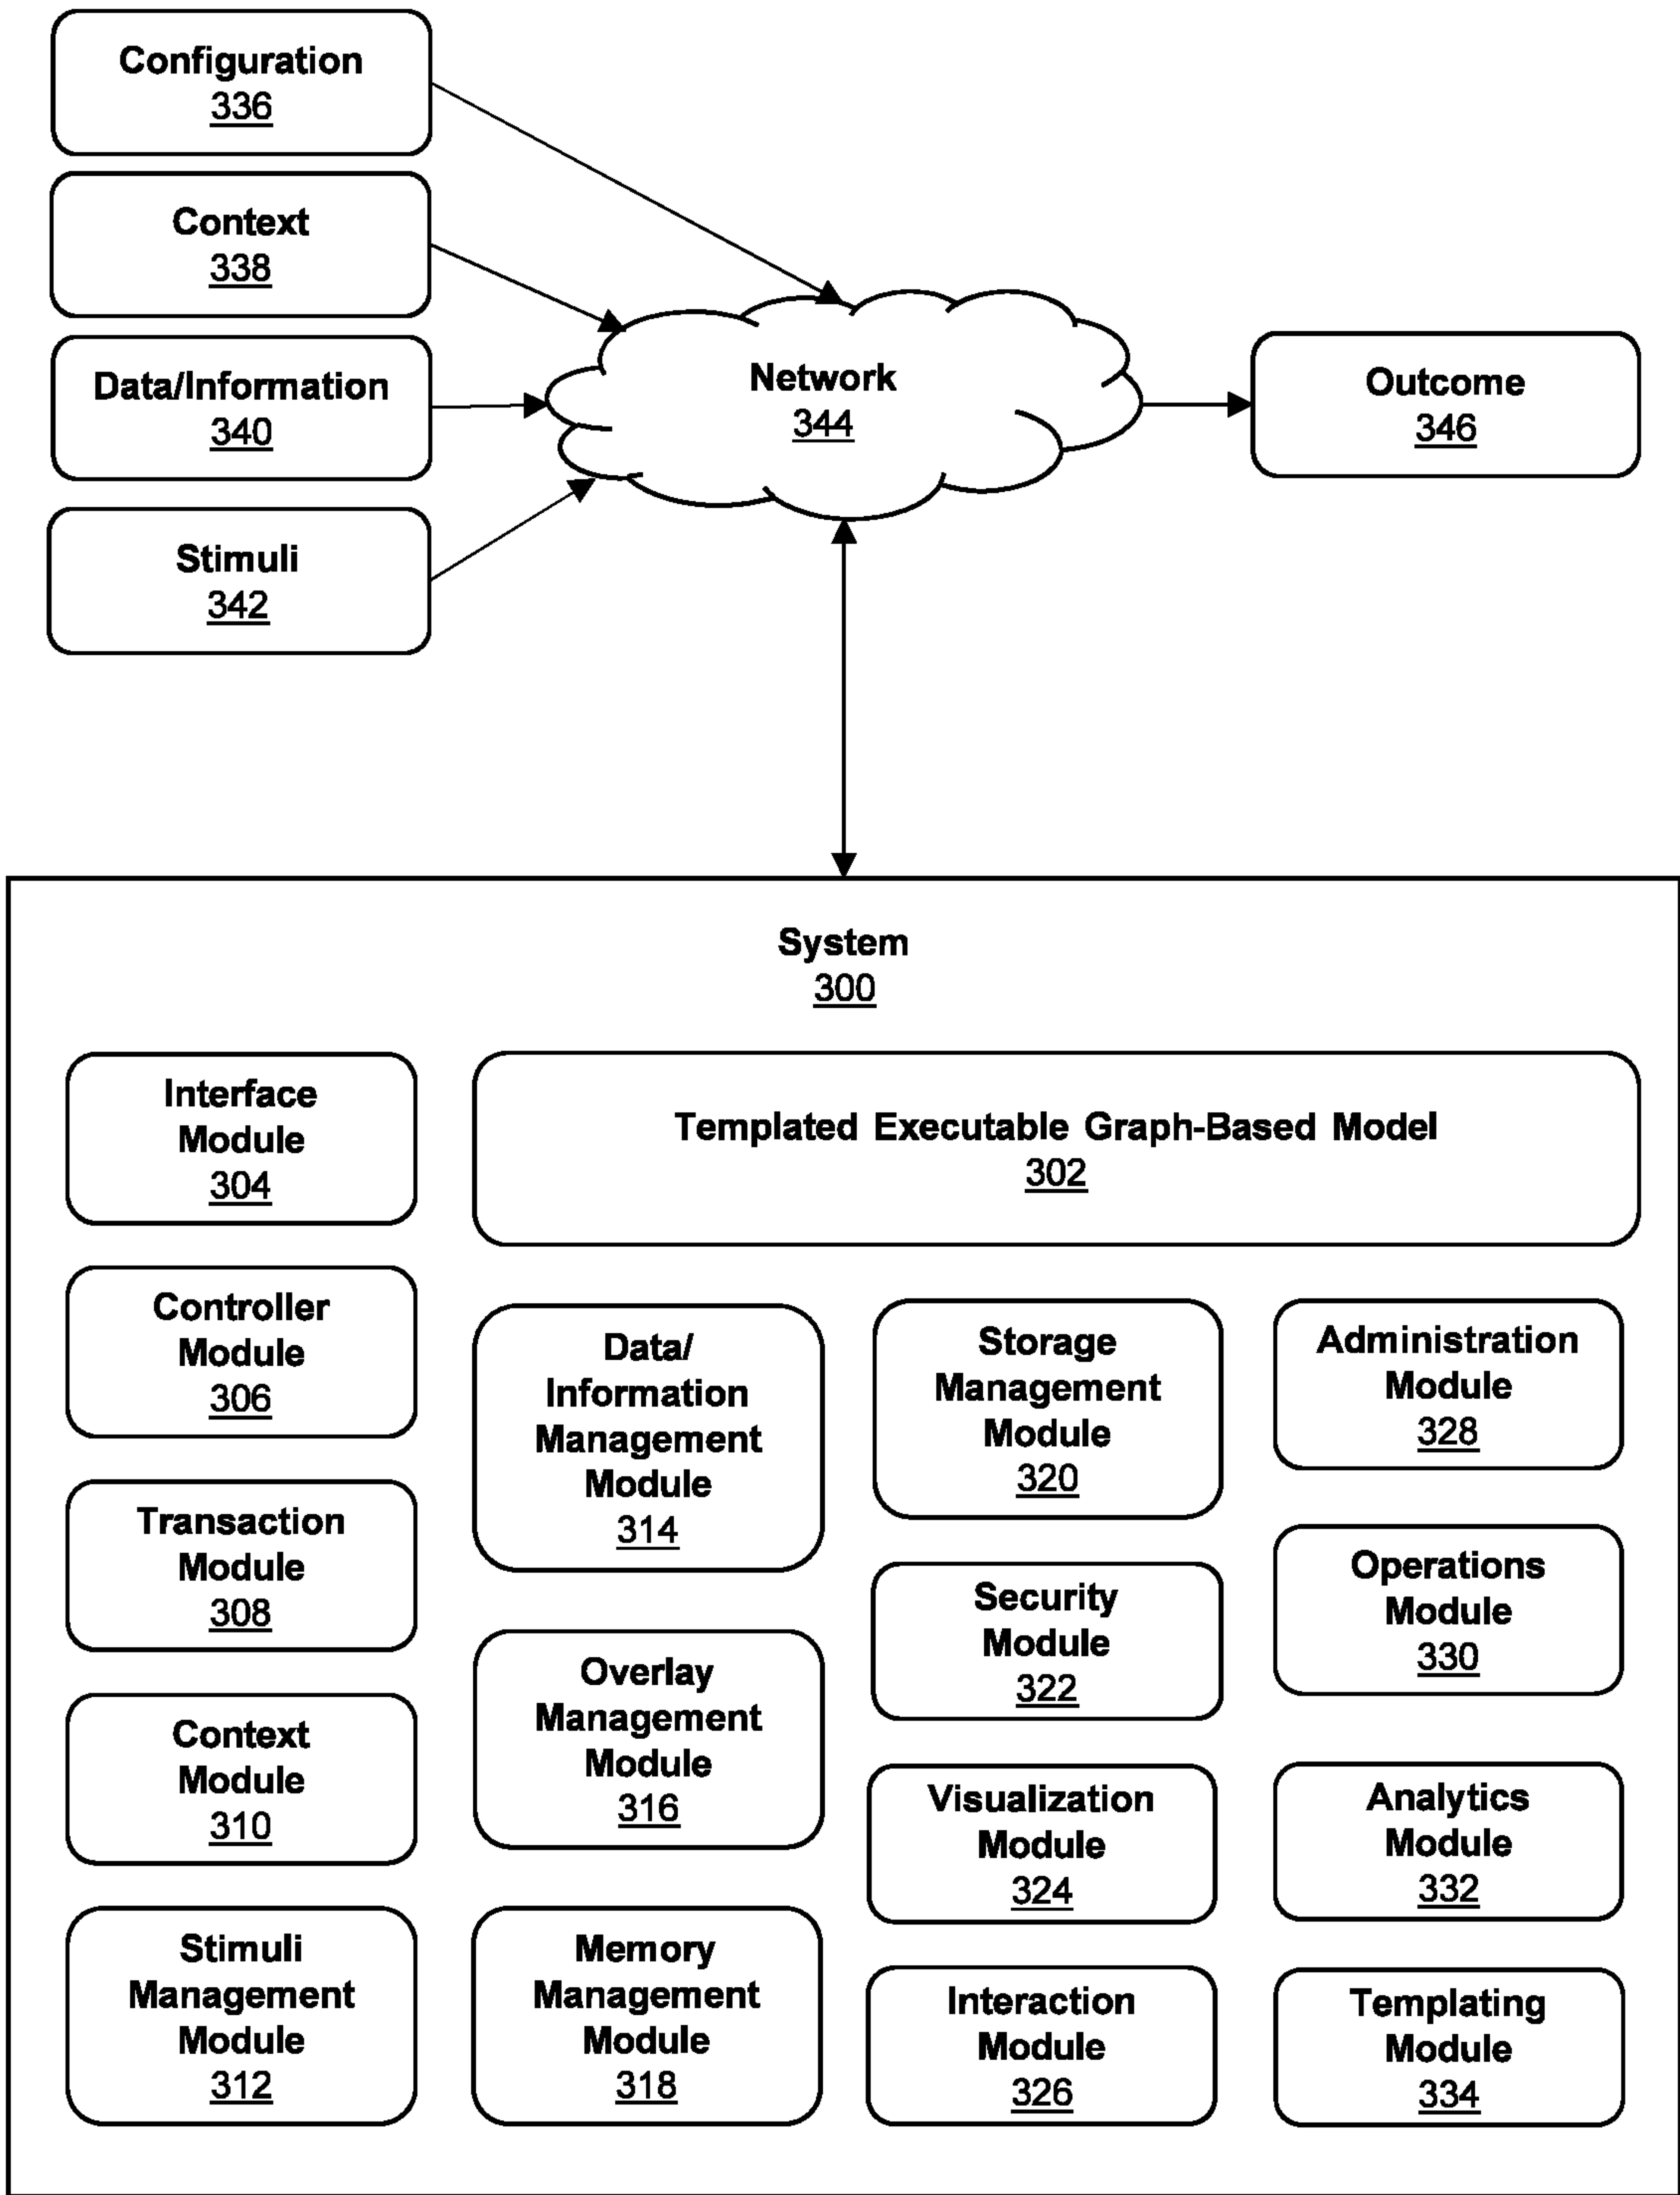 Configuration
336
Context
338
Data/Information
340
Stimuli
342
Network
344
Outcome
346
System
300
Interface
Module
304
Templated Executable Graph-Based Model
302
Controller
Module
306
Transaction
Module
308
Context
Module
310
Stimuli
Management
Module
312
Data/
Information
Management
Module
314
Overlay
Management
Module
316
Memory
Management
Module
318
Storage
Management
Module
320
Security
Module
322
Visualization
Module
324
Interaction
Module
326
Administration
Module
328
Operations
Module
330
Analytics
Module
332
Templating
Module
334